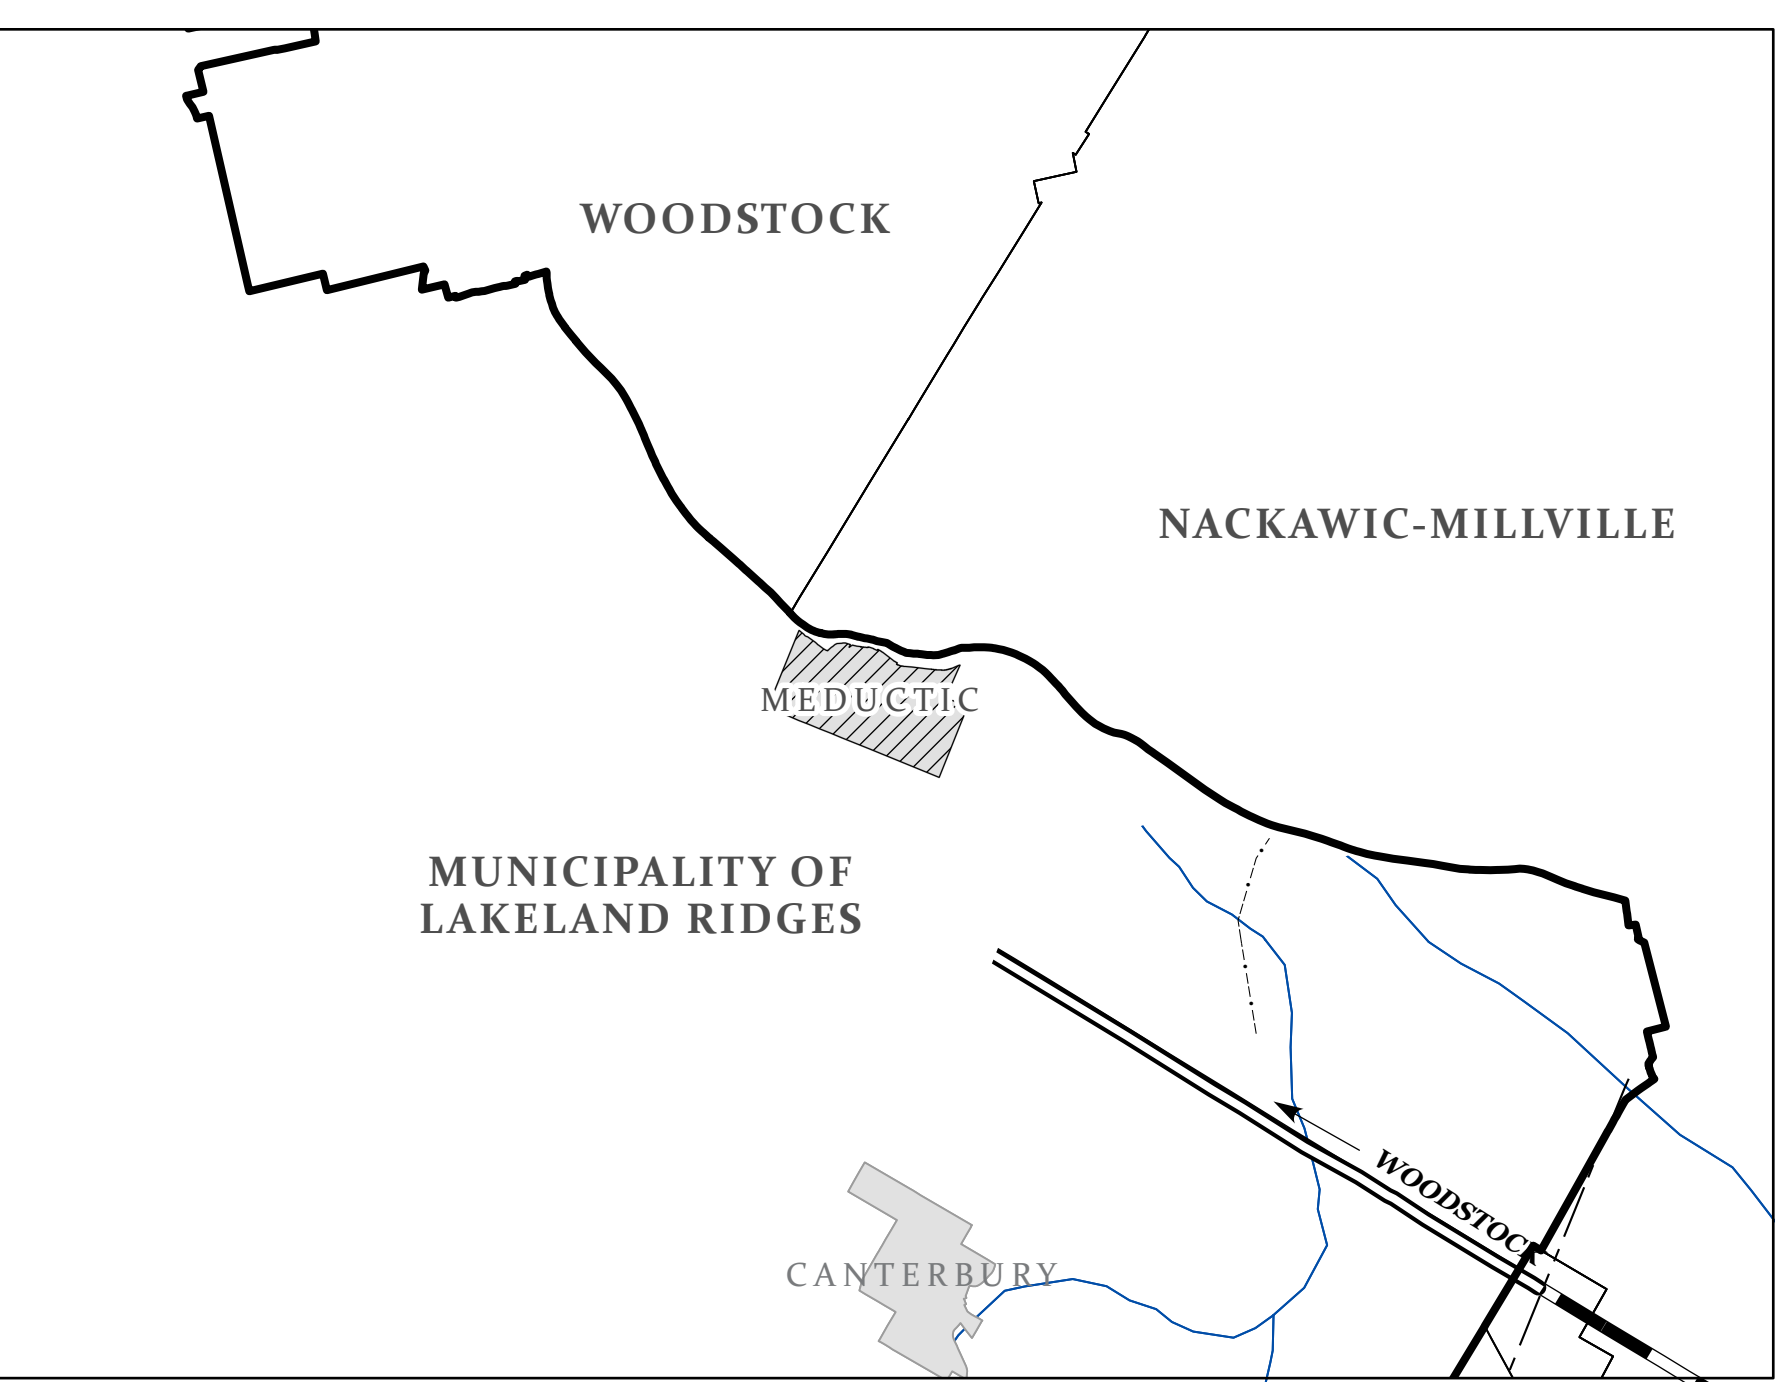 WOODSTOCK
NACKAWIC-MILLVILLE
MEDUCTIC
MUNICIPALITY OF
LAKELAND RIDGES
WOODSTOCK
CANTERBURY